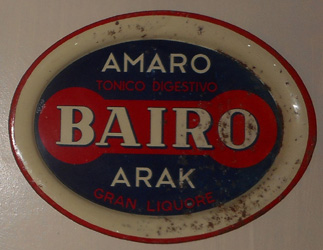 AMARO
TONICO DIGESTIVO
BAIRO
ARAK
GRAN LIQUORE